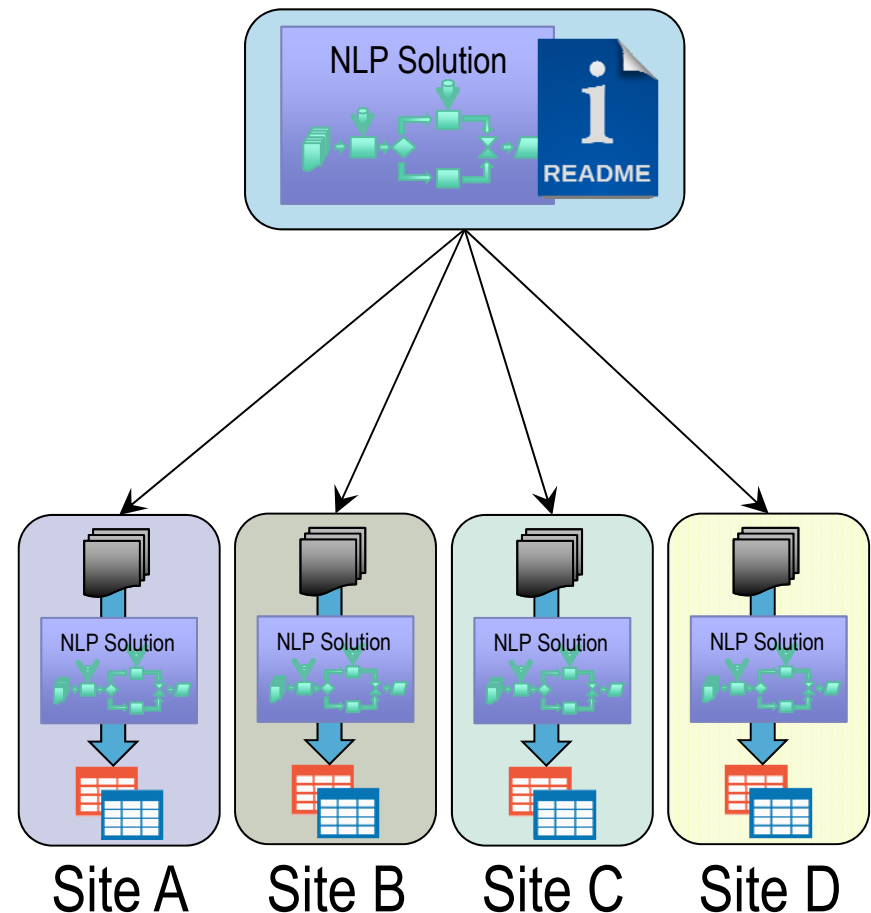 NLP Solution
i
README
NLP Solution
NLP Solution
NLP Solution
NLP Solution
Site A
Site B
Site C
Site D